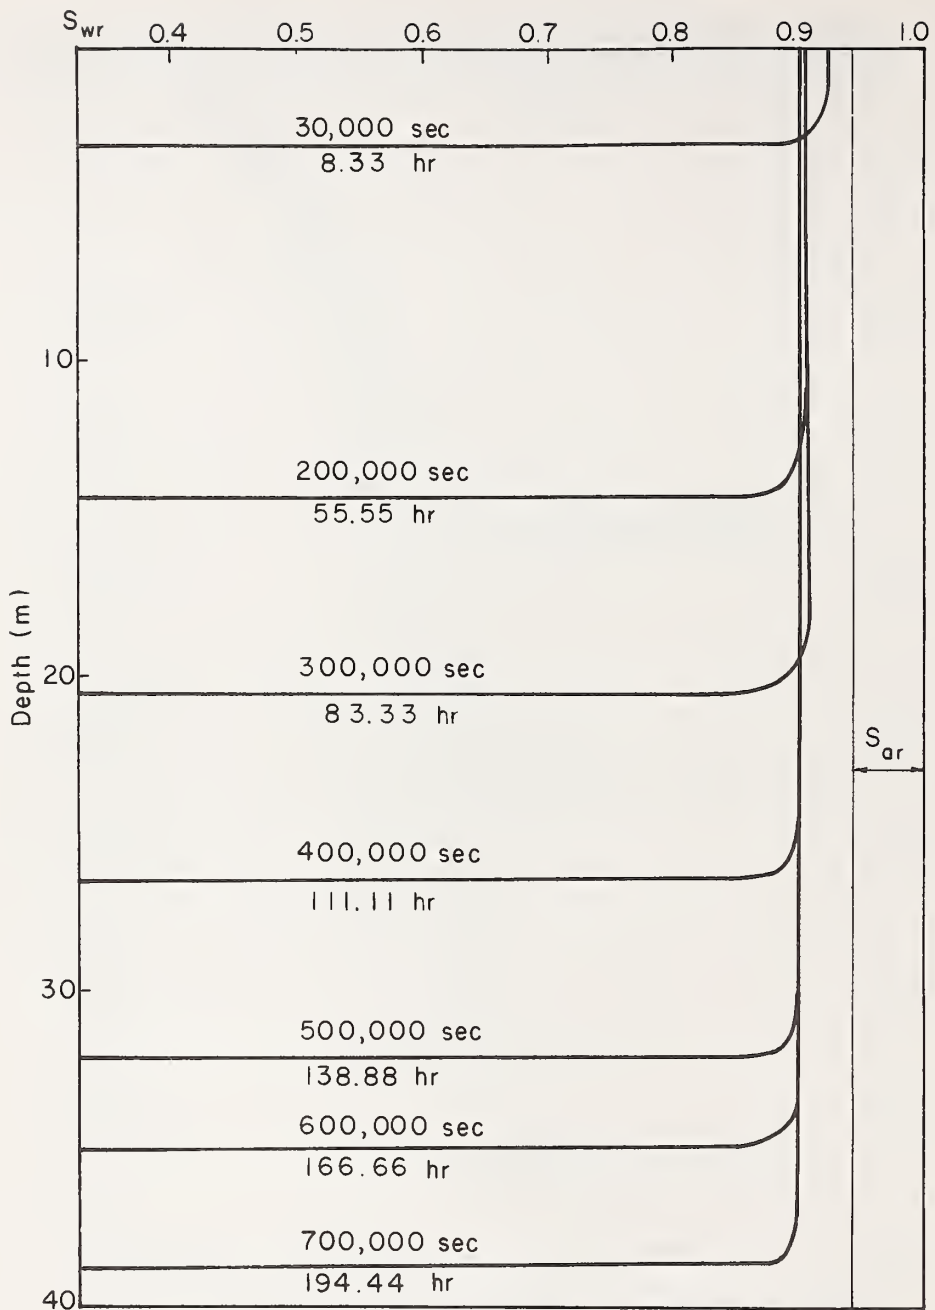 S_wr 0.4 0.5 0.6 0.7 0.8 0.9 1.0
30,000 sec
8.33 hr
10
200,000 sec
55.55 hr
Depth (m)
20
300,000 sec
83.33 hr
S_ar
400,000 sec
111.11 hr
30
500,000 sec
138.88 hr
600,000 sec
166.66 hr
700,000 sec
194.44 hr
40